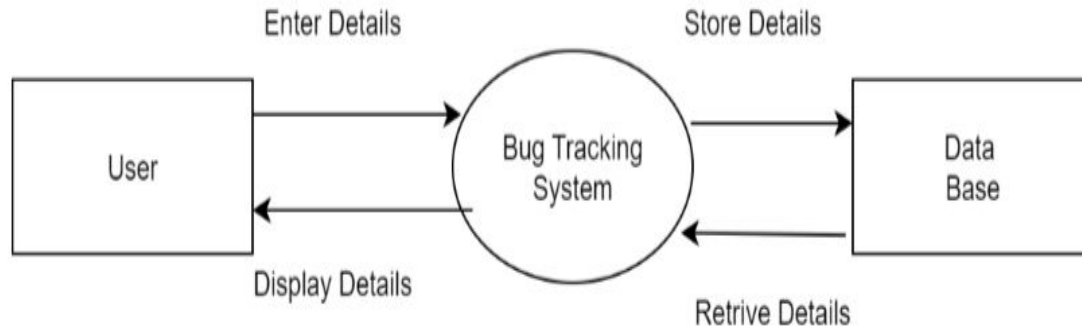 Enter Details
Store Details
User
Bug Tracking
System
Data
Base
Display Details
Retrive Details